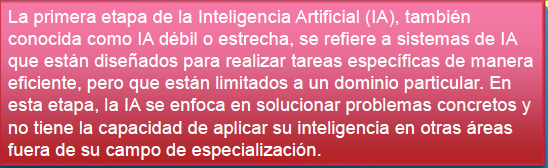 La primera etapa de la Inteligencia Artificial (IA), también
conocida como IA débil o estrecha, se refiere a sistemas de IA
que están diseñados para realizar tareas específicas de manera
eficiente, pero que están limitados a un dominio particular. En
esta etapa, la IA se enfoca en solucionar problemas concretos y
no tiene la capacidad de aplicar su inteligencia en otras áreas
fuera de su campo de especialización.